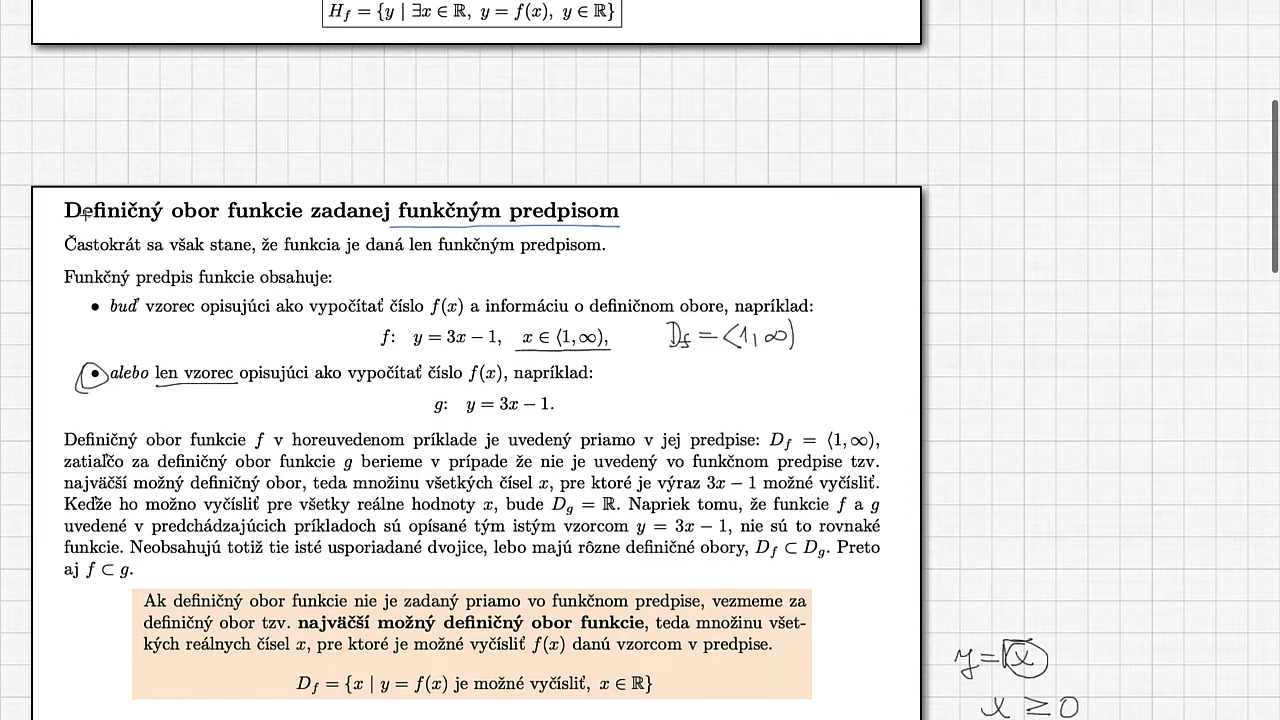 H_f = {y | ∃x ∈ ℝ, y = f(x), y ∈ ℝ}
Definičný obor funkcie zadanej funkčným predpisom
Častokrát sa však stane, že funkcia je daná len funkčným predpisom.
Funkčný predpis funkcie obsahuje:
• buď vzorec opisujúci ako vypočítať číslo f(x) a informáciu o definičnom obore, napríklad:
f: y = 3x − 1, x ∈ ⟨1, ∞), D_f = ⟨1, ∞)
• alebo len vzorec opisujúci ako vypočítať číslo f(x), napríklad:
g: y = 3x − 1.
Definičný obor funkcie f v horeuvedenom príklade je uvedený priamo v jej predpise: D_f = ⟨1, ∞),
zatiaľčo za definičný obor funkcie g berieme v prípade že nie je uvedený vo funkčnom predpise tzv.
najväčší možný definičný obor, teda množinu všetkých čísel x, pre ktoré je výraz 3x − 1 možné vyčísliť.
Keďže ho možno vyčísliť pre všetky reálne hodnoty x, bude D_g = ℝ. Napriek tomu, že funkcie f a g
uvedené v predchádzajúcich príkladoch sú opísané tým istým vzorcom y = 3x − 1, nie sú to rovnaké
funkcie. Neobsahujú totiž tie isté usporiadané dvojice, lebo majú rôzne definičné obory, D_f ⊂ D_g. Preto
aj f ⊂ g.
Ak definičný obor funkcie nie je zadaný priamo vo funkčnom predpise, vezmeme za
definičný obor tzv. najväčší možný definičný obor funkcie, teda množinu všet-
kých reálnych čísel x, pre ktoré je možné vyčísliť f(x) danú vzorcom v predpise.
D_f = {x | y = f(x) je možné vyčísliť, x ∈ ℝ}
y = √x
x ≥ 0